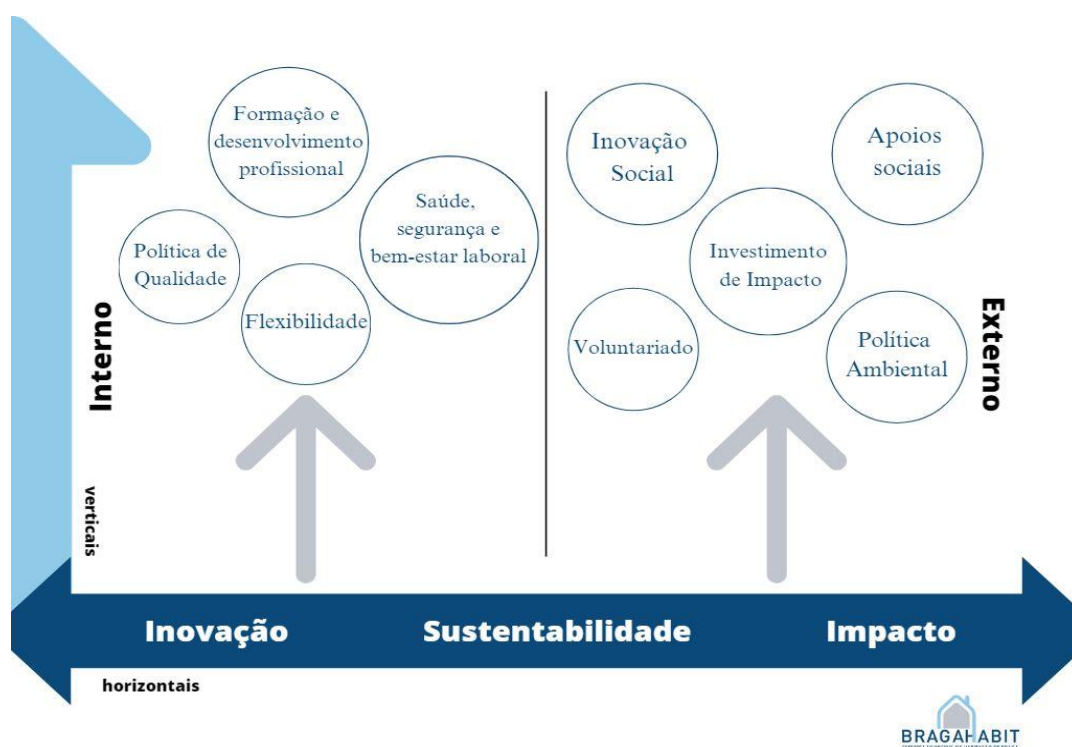 Formação e
desenvolvimento
profissional
Saúde,
segurança e
bem-estar laboral
Política de
Qualidade
Flexibilidade
Interno
verticais
Inovação
Social
Apoios
sociais
Investimento
de Impacto
Voluntariado
Política
Ambiental
Externo
Inovação
Sustentabilidade
Impacto
horizontais
BRAGAHABIT